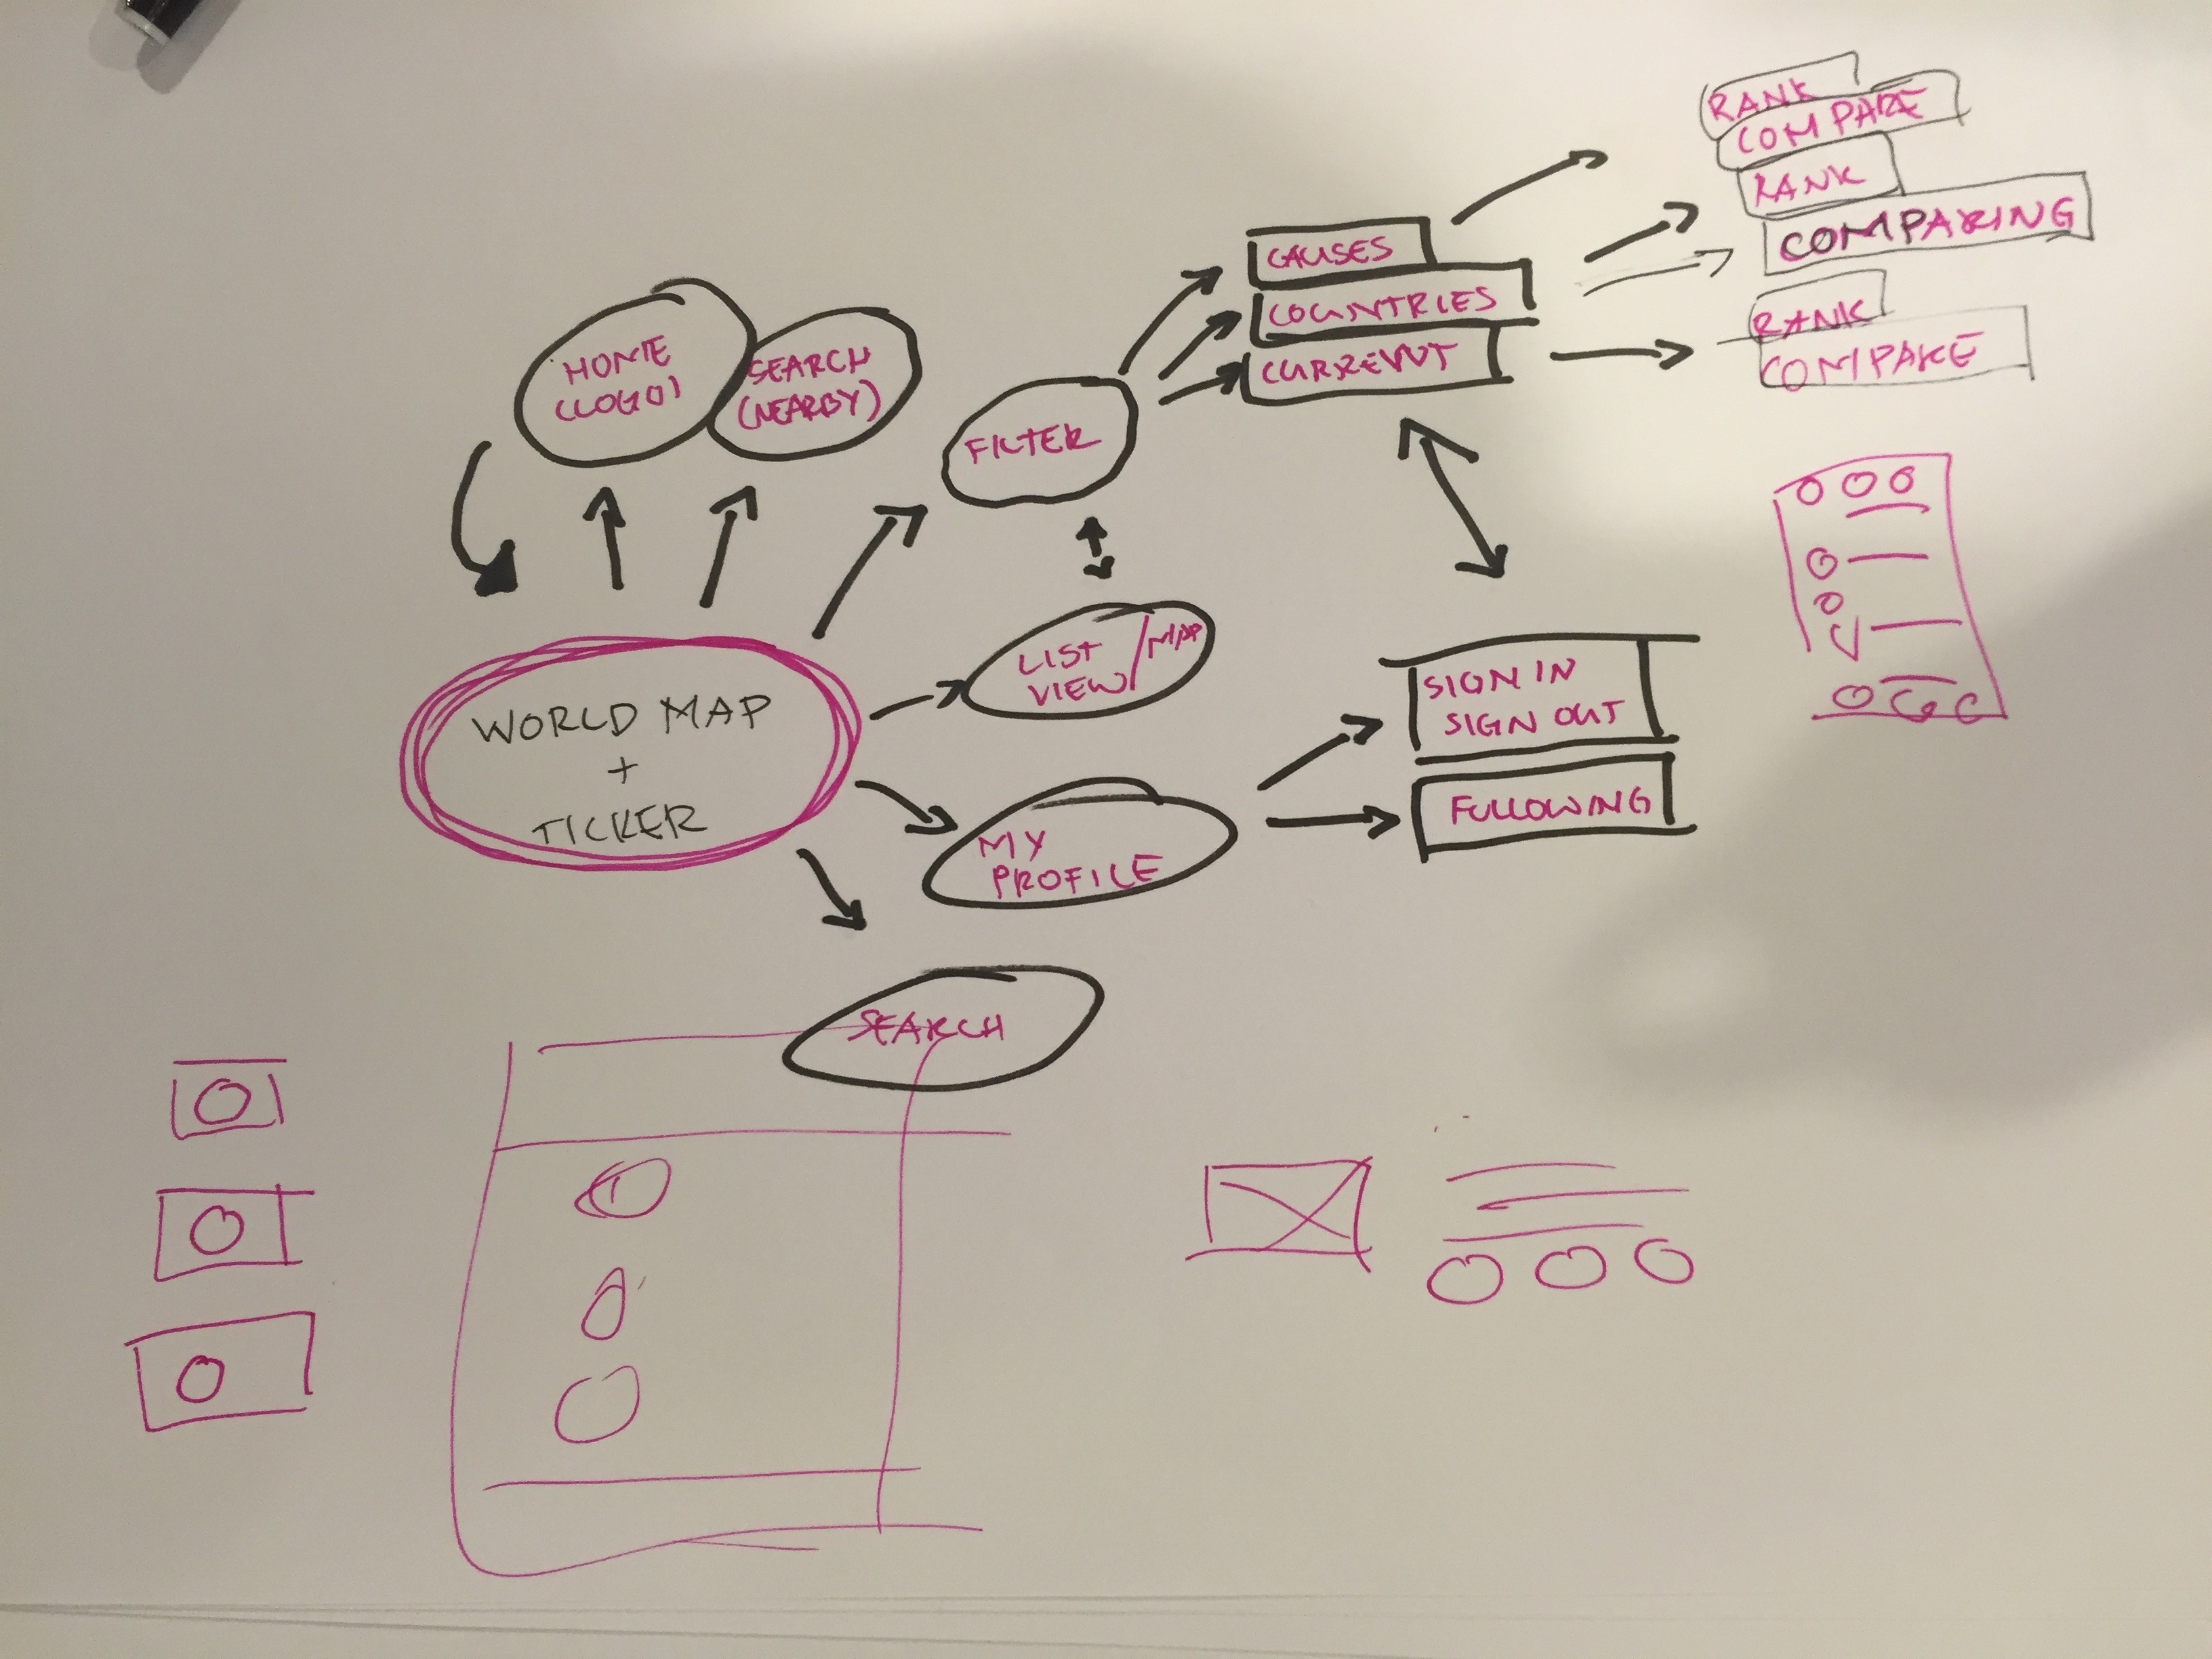 RANK
COMPARE
RANK
COMPARING
RANK
COMPARE
CAUSES
COUNTRIES
CURRENT
HOME
(LOGO)
SEARCH
(NEARBY)
FILTER
LIST
VIEW/MAP
WORLD MAP
+
TICKER
SIGN IN
SIGN OUT
FOLLOWING
MY
PROFILE
SEARCH